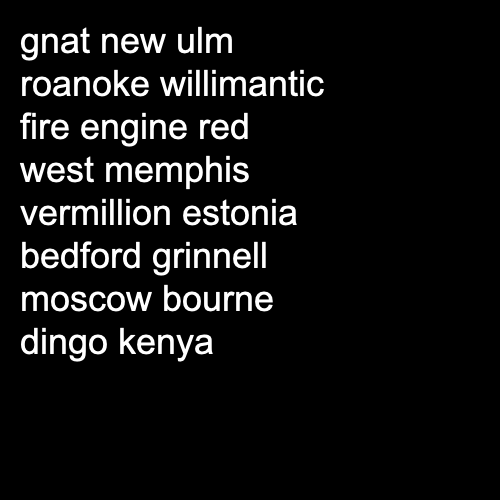 gnat new ulm
roanoke willimantic
fire engine red
west memphis
vermillion estonia
bedford grinnell
moscow bourne
dingo kenya